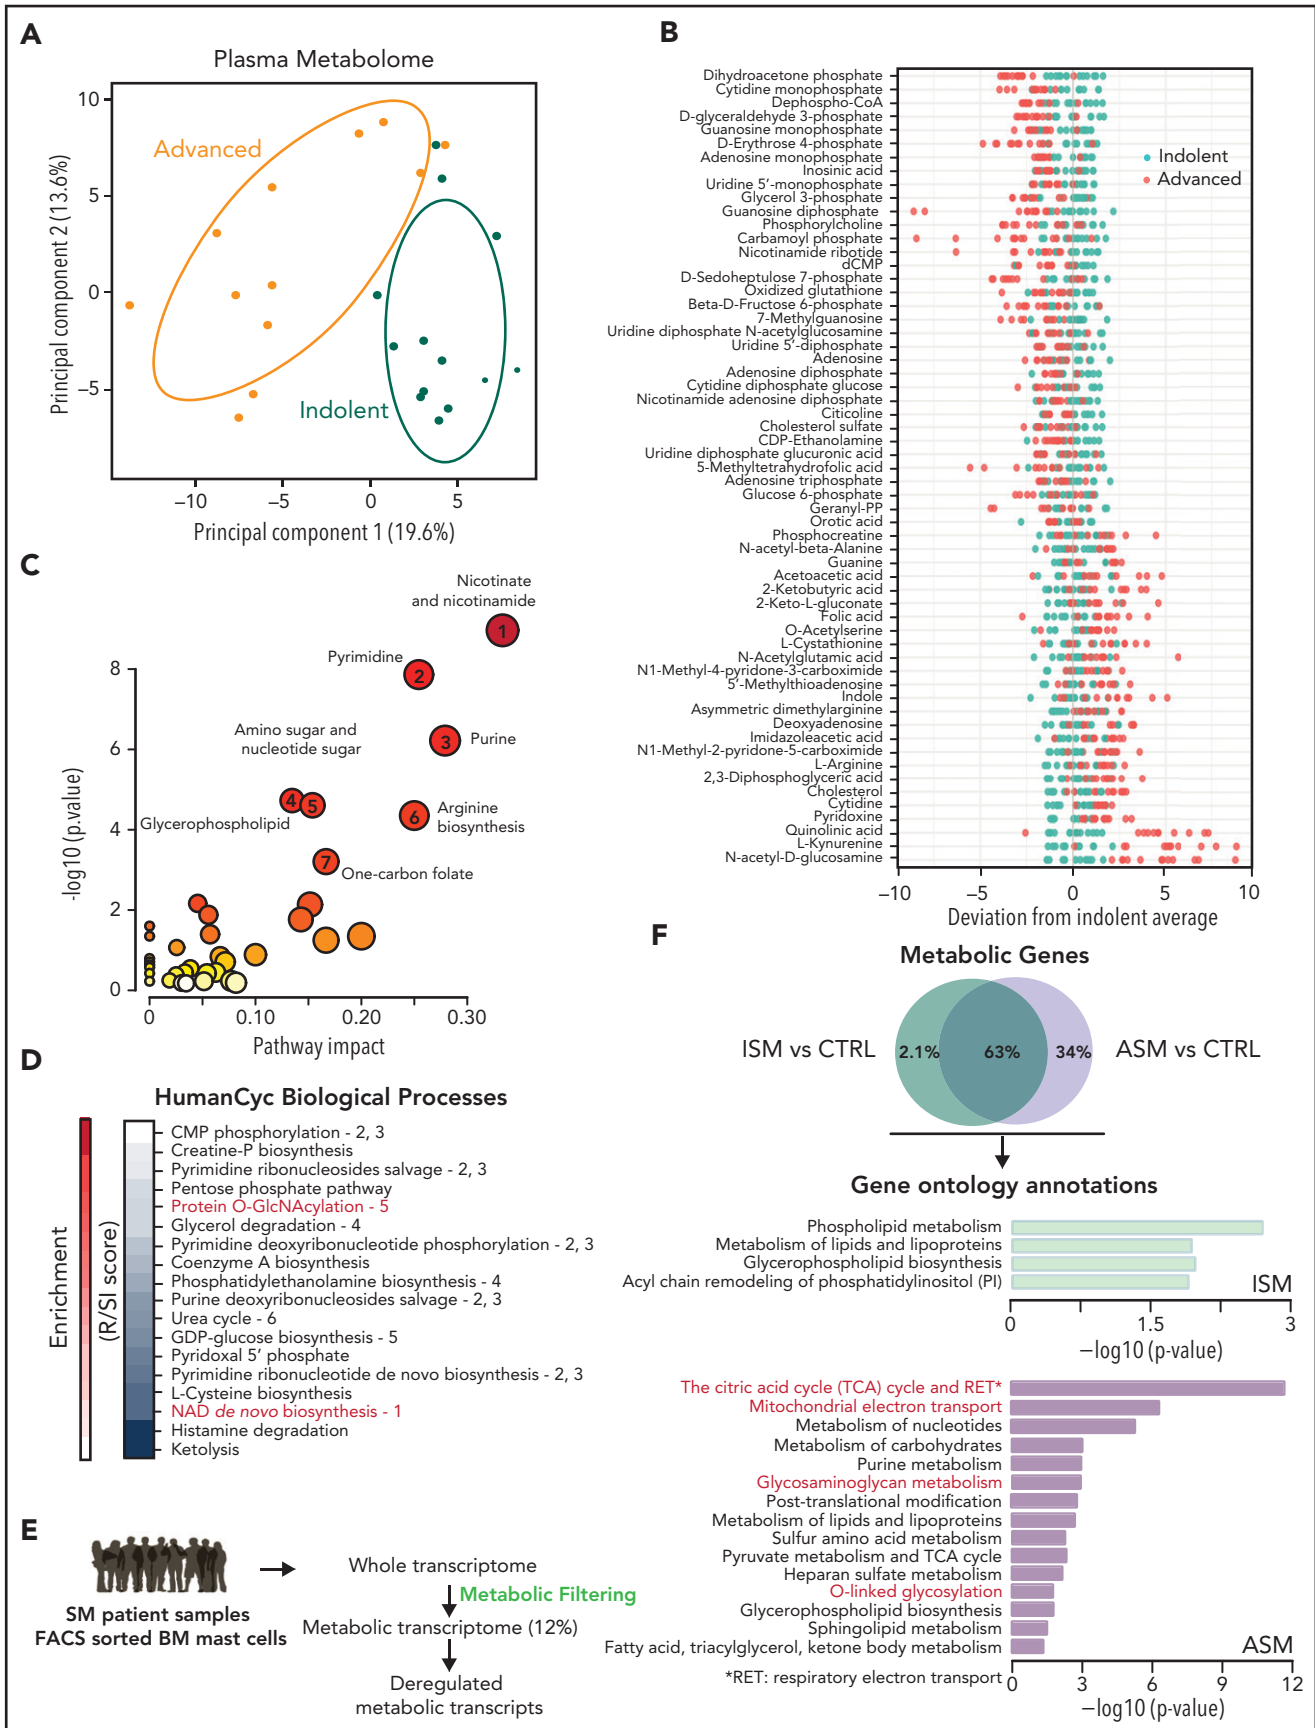 A
Plasma Metabolome
10
5
0
−5
Principal component 2 (13.6%)
Advanced
Indolent
−10
−5
0
5
Principal component 1 (19.6%)
B
Dihydroacetone phosphate
Cytidine monophosphate
Dephospho-CoA
D-glyceraldehyde 3-phosphate
Guanosine monophosphate
D-Erythrose 4-phosphate
Adenosine monophosphate
Inosinic acid
Uridine 5'-monophosphate
Glycerol 3-phosphate
Guanosine diphosphate
Phosphorylcholine
Carbamoyl phosphate
Nicotinamide ribotide
dCMP
D-Sedoheptulose 7-phosphate
Oxidized glutathione
Beta-D-Fructose 6-phosphate
7-Methylguanosine
Uridine diphosphate N-acetylglucosamine
Uridine 5'-diphosphate
Adenosine
Adenosine diphosphate
Cytidine diphosphate glucose
Nicotinamide adenosine diphosphate
Citicoline
Cholesterol sulfate
CDP-Ethanolamine
Uridine diphosphate glucuronic acid
5-Methyltetrahydrofolic acid
Adenosine triphosphate
Glucose 6-phosphate
Geranyl-PP
Orotic acid
Phosphocreatine
N-acetyl-beta-Alanine
Guanine
Acetoacetic acid
2-Ketobutyric acid
2-Keto-L-gluconate
Folic acid
O-Acetylserine
L-Cystathionine
N-Acetylglutamic acid
N1-Methyl-4-pyridone-3-carboximide
5'-Methylthioadenosine
Indole
Asymmetric dimethylarginine
Deoxyadenosine
Imidazoleacetic acid
N1-Methyl-2-pyridone-5-carboximide
L-Arginine
2,3-Diphosphoglyceric acid
Cholesterol
Cytidine
Pyridoxine
Quinolinic acid
L-Kynurenine
N-acetyl-D-glucosamine
Indolent
Advanced
−10
−5
0
5
10
Deviation from indolent average
C
Nicotinate
and nicotinamide
1
Pyrimidine
2
Amino sugar and
nucleotide sugar
3
Purine
4
5
Glycerophospholipid
6
Arginine
biosynthesis
7
One-carbon folate
8
6
4
2
0
-log10 (p.value)
0
0.10
0.20
0.30
Pathway impact
D
HumanCyc Biological Processes
Enrichment
(R/SI score)
CMP phosphorylation - 2, 3
Creatine-P biosynthesis
Pyrimidine ribonucleosides salvage - 2, 3
Pentose phosphate pathway
Protein O-GlcNAcylation - 5
Glycerol degradation - 4
Pyrimidine deoxyribonucleotide phosphorylation - 2, 3
Coenzyme A biosynthesis
Phosphatidylethanolamine biosynthesis - 4
Purine deoxyribonucleosides salvage - 2, 3
Urea cycle - 6
GDP-glucose biosynthesis - 5
Pyridoxal 5' phosphate
Pyrimidine ribonucleotide de novo biosynthesis - 2, 3
L-Cysteine biosynthesis
NAD de novo biosynthesis - 1
Histamine degradation
Ketolysis
E
SM patient samples
FACS sorted BM mast cells
Whole transcriptome
Metabolic Filtering
Metabolic transcriptome (12%)
Deregulated
metabolic transcripts
F
Metabolic Genes
ISM vs CTRL
2.1%
63%
34%
ASM vs CTRL
Gene ontology annotations
Phospholipid metabolism
Metabolism of lipids and lipoproteins
Glycerophospholipid biosynthesis
Acyl chain remodeling of phosphatidylinositol (PI)
ISM
0
1.5
3
−log10 (p-value)
The citric acid cycle (TCA) cycle and RET*
Mitochondrial electron transport
Metabolism of nucleotides
Metabolism of carbohydrates
Purine metabolism
Glycosaminoglycan metabolism
Post-translational modification
Metabolism of lipids and lipoproteins
Sulfur amino acid metabolism
Pyruvate metabolism and TCA cycle
Heparan sulfate metabolism
O-linked glycosylation
Glycerophospholipid biosynthesis
Sphingolipid metabolism
Fatty acid, triacylglycerol, ketone body metabolism
ASM
*RET: respiratory electron transport
0
3
6
9
12
−log10 (p-value)